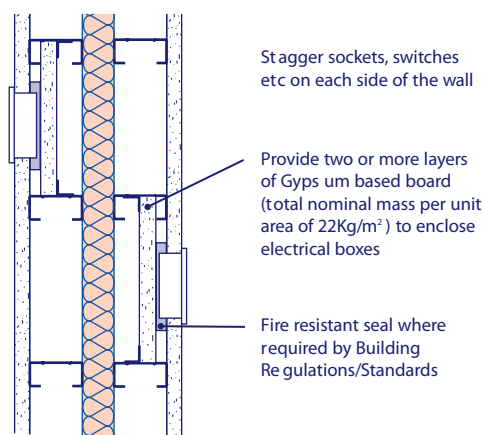 Stagger sockets, switches
etc on each side of the wall
Provide two or more layers
of Gyps um based board
(total nominal mass per unit
area of 22Kg/m²) to enclose
electrical boxes
Fire resistant seal where
required by Building
Re gulations/Standards